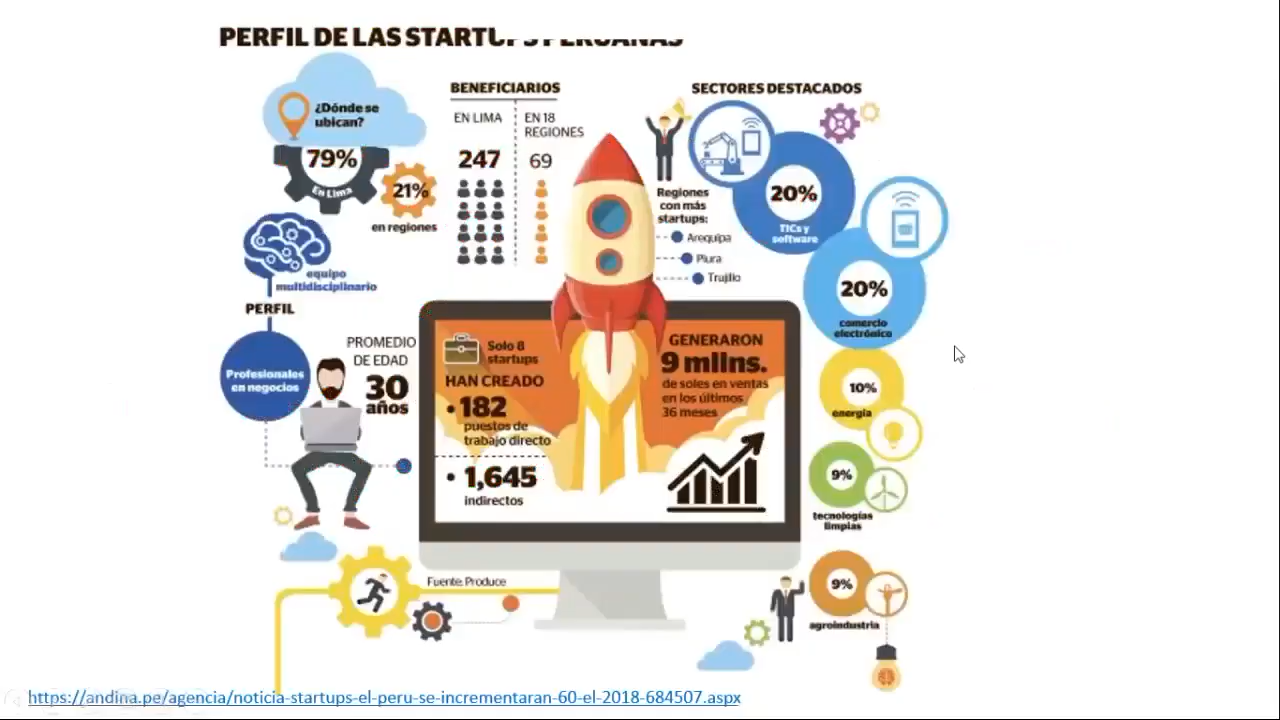 PERFIL DE LAS STARTUPS PERUANAS
¿Dónde se
ubican?
79%
En Lima
21%
en regiones
equipo
multidisciplinario
PERFIL
Profesionales
en negocios
PROMEDIO
DE EDAD
30
años
BENEFICIARIOS
EN LIMA
247
EN 18
REGIONES
69
Regiones
con más
startups:
Arequipa
Piura
Trujillo
SECTORES DESTACADOS
20%
TICs y
software
20%
comercio
electrónico
10%
energía
9%
tecnologías
limpias
9%
agroindustria
Solo 8
startups
HAN CREADO
• 182
puestos de
trabajo directo
• 1,645
indirectos
GENERARON
9 mllns.
de soles en ventas
en los últimos
36 meses
Fuente: Produce
https://andina.pe/agencia/noticia-startups-el-peru-se-incrementaran-60-el-2018-684507.aspx